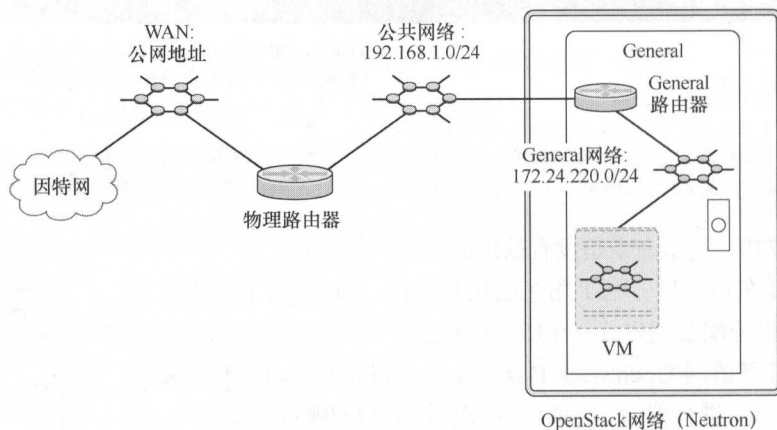 WAN:
公网地址
公共网络:
192.168.1.0/24
General
General
路由器
General网络:
172.24.220.0/24
因特网
物理路由器
VM
OpenStack网络（Neutron）